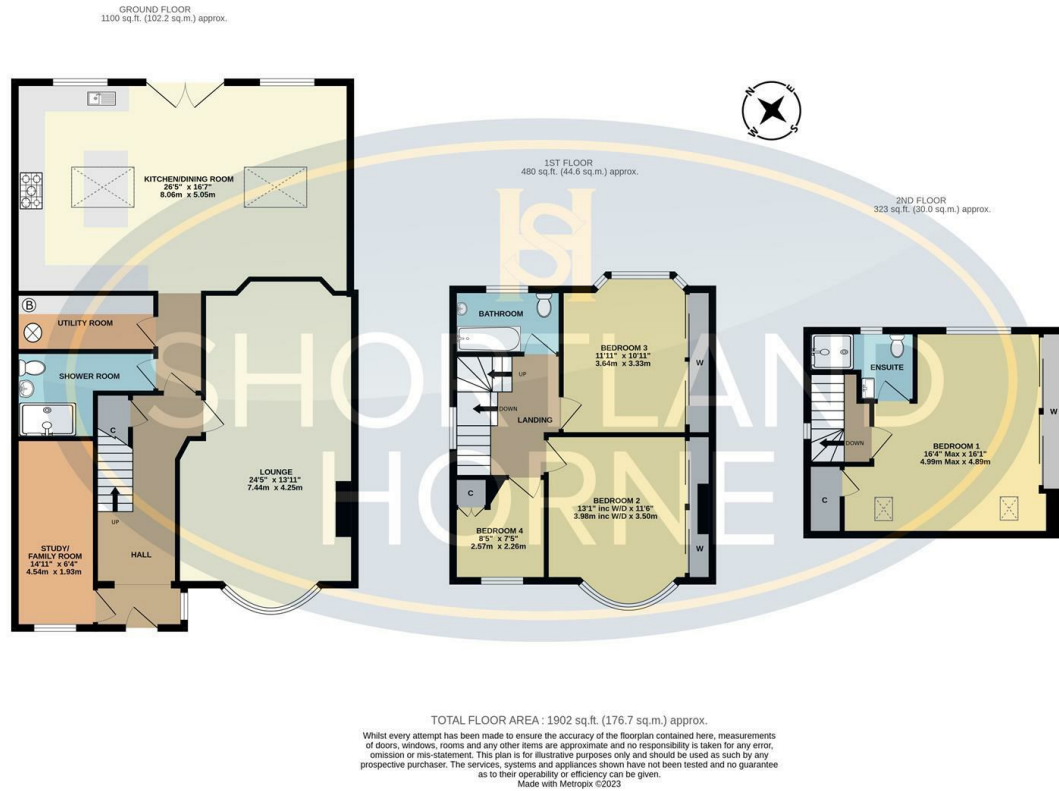 GROUND FLOOR
1100 sq.ft. (102.2 sq.m.) approx.
KITCHEN/DINING ROOM
26'5" x 16'7"
8.06m x 5.05m
B
UTILITY ROOM
SHOWER ROOM
C
UP
LOUNGE
24'5" x 13'11"
7.44m x 4.25m
STUDY/
FAMILY ROOM
14'11" x 6'4"
4.54m x 1.93m
HALL
N
E
S
W
1ST FLOOR
480 sq.ft. (44.6 sq.m.) approx.
BATHROOM
BEDROOM 3
11'11" x 10'11"
3.64m x 3.33m
W
UP
DOWN
LANDING
C
BEDROOM 4
8'5" x 7'5"
2.57m x 2.26m
BEDROOM 2
13'1" inc W/D x 11'6"
3.98m inc W/D x 3.50m
W
2ND FLOOR
323 sq.ft. (30.0 sq.m.) approx.
ENSUITE
DOWN
BEDROOM 1
16'4" Max x 16'1"
4.99m Max x 4.89m
W
C
SH
SHORTLAND
HORNE
TOTAL FLOOR AREA : 1902 sq.ft. (176.7 sq.m.) approx.
Whilst every attempt has been made to ensure the accuracy of the floorplan contained here, measurements
of doors, windows, rooms and any other items are approximate and no responsibility is taken for any error,
omission or mis-statement. This plan is for illustrative purposes only and should be used as such by any
prospective purchaser. The services, systems and appliances shown have not been tested and no guarantee
as to their operability or efficiency can be given.
Made with Metropix ©2023